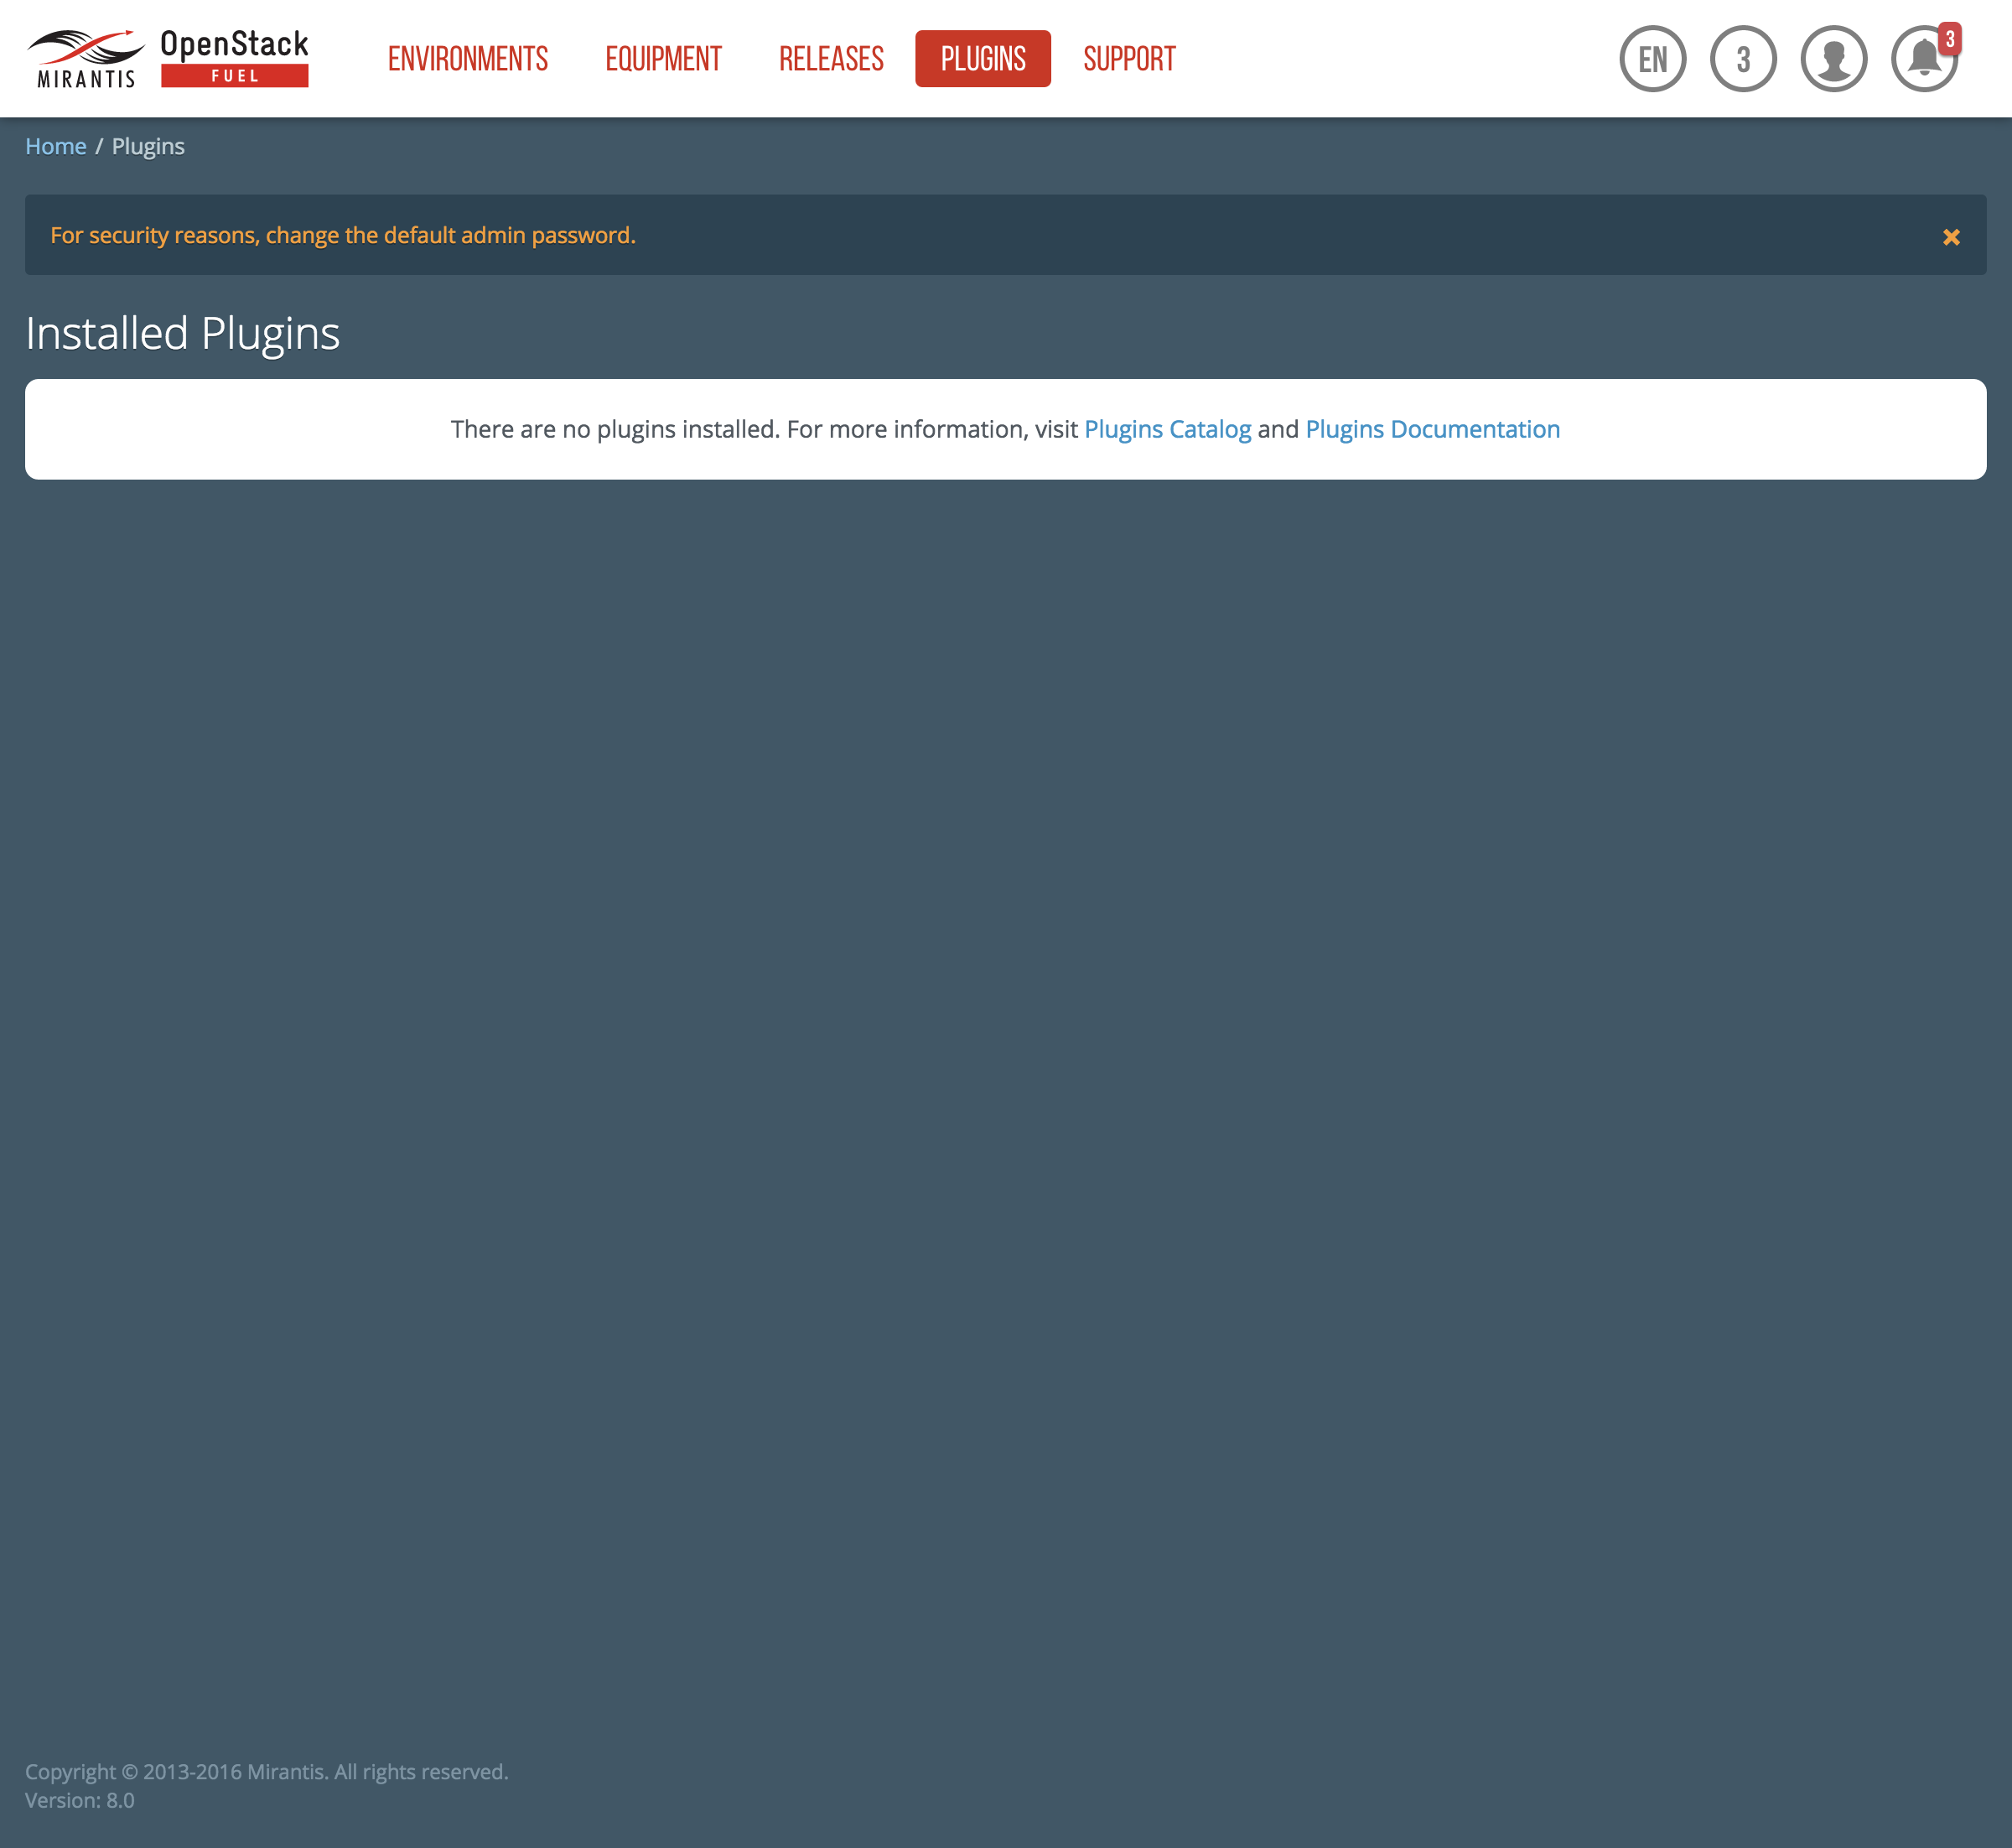 MIRANTIS
OpenStack
FUEL
ENVIRONMENTS
EQUIPMENT
RELEASES
PLUGINS
SUPPORT
EN
3
3
Home / Plugins
For security reasons, change the default admin password.
Installed Plugins
There are no plugins installed. For more information, visit Plugins Catalog and Plugins Documentation
Copyright © 2013-2016 Mirantis. All rights reserved.
Version: 8.0